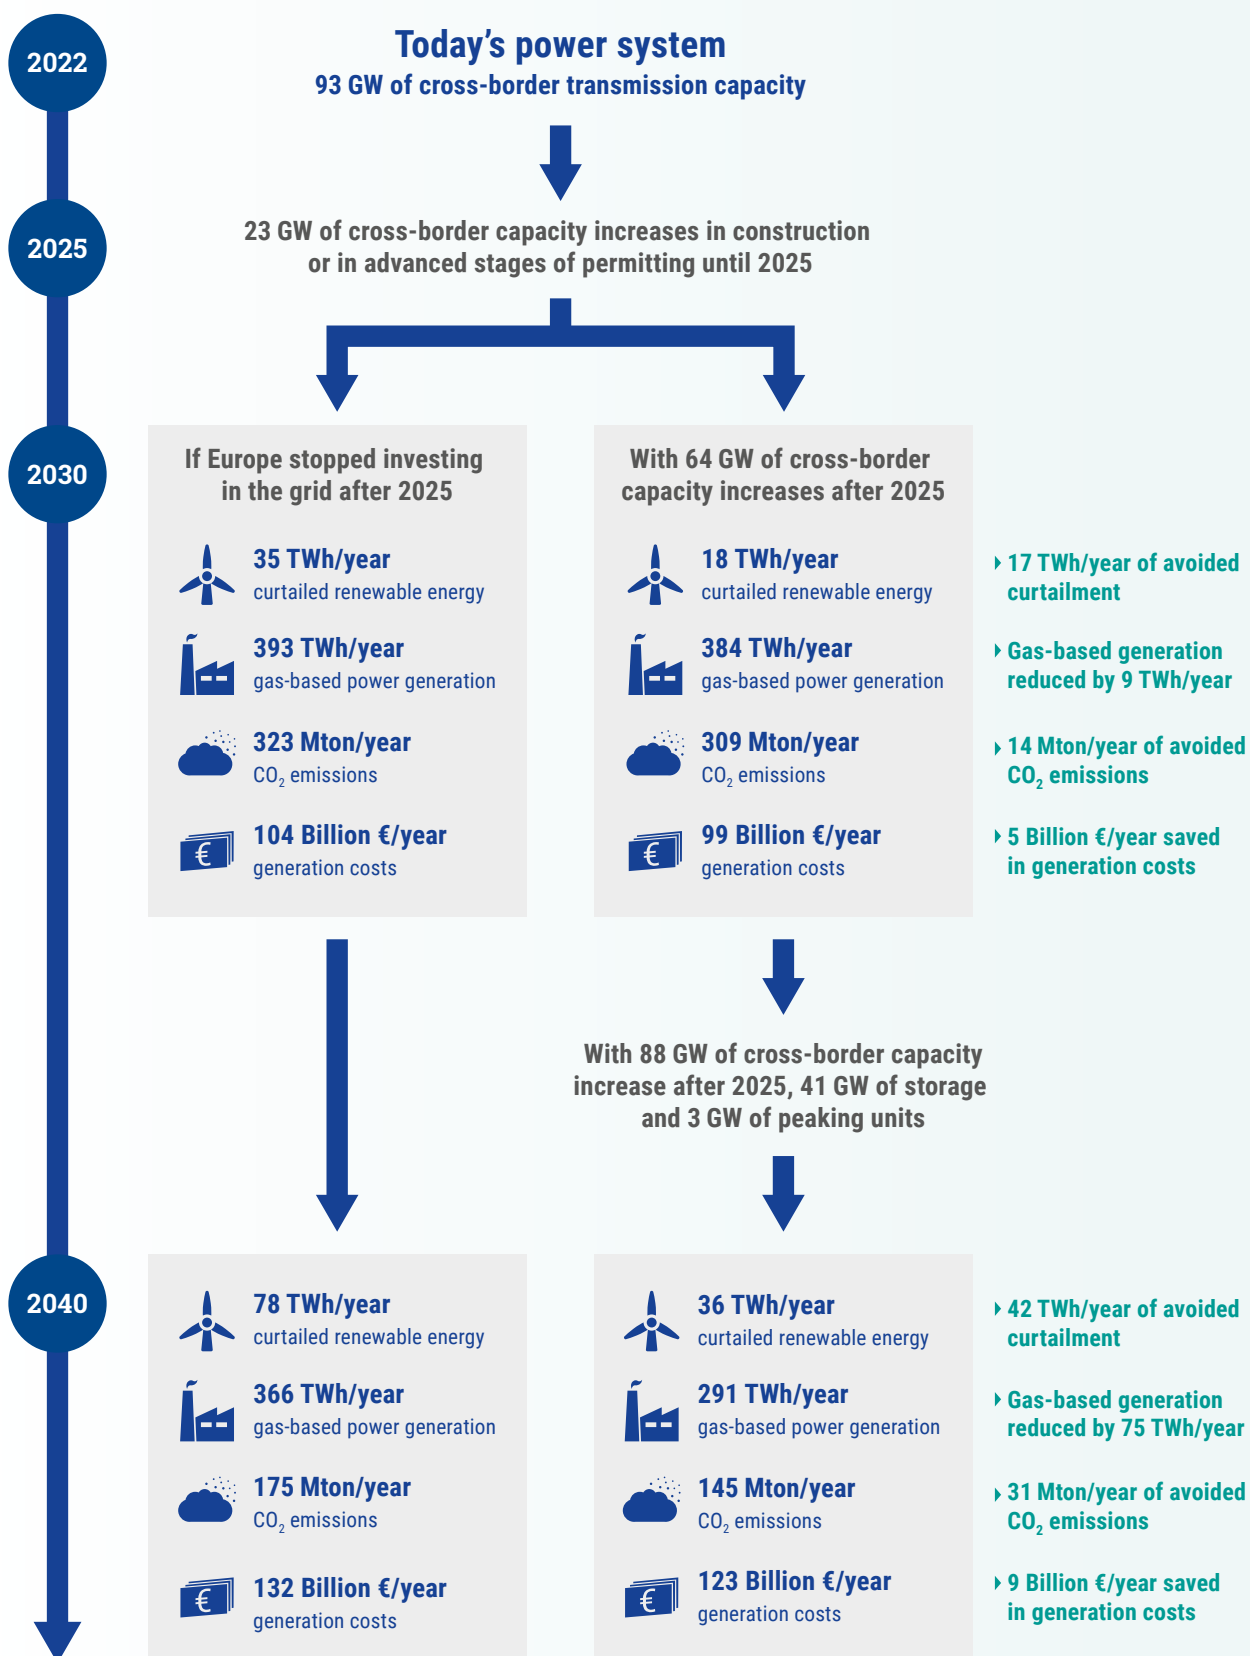 2022
Today's power system
93 GW of cross-border transmission capacity
2025
23 GW of cross-border capacity increases in construction
or in advanced stages of permitting until 2025
2030
If Europe stopped investing
in the grid after 2025
35 TWh/year
curtailed renewable energy
393 TWh/year
gas-based power generation
323 Mton/year
CO₂ emissions
€
104 Billion €/year
generation costs
With 64 GW of cross-border
capacity increases after 2025
18 TWh/year
curtailed renewable energy
384 TWh/year
gas-based power generation
309 Mton/year
CO₂ emissions
€
99 Billion €/year
generation costs
17 TWh/year of avoided
curtailment
Gas-based generation
reduced by 9 TWh/year
14 Mton/year of avoided
CO₂ emissions
5 Billion €/year saved
in generation costs
With 88 GW of cross-border capacity
increase after 2025, 41 GW of storage
and 3 GW of peaking units
2040
78 TWh/year
curtailed renewable energy
366 TWh/year
gas-based power generation
175 Mton/year
CO₂ emissions
€
132 Billion €/year
generation costs
36 TWh/year
curtailed renewable energy
291 TWh/year
gas-based power generation
145 Mton/year
CO₂ emissions
€
123 Billion €/year
generation costs
42 TWh/year of avoided
curtailment
Gas-based generation
reduced by 75 TWh/year
31 Mton/year of avoided
CO₂ emissions
9 Billion €/year saved
in generation costs